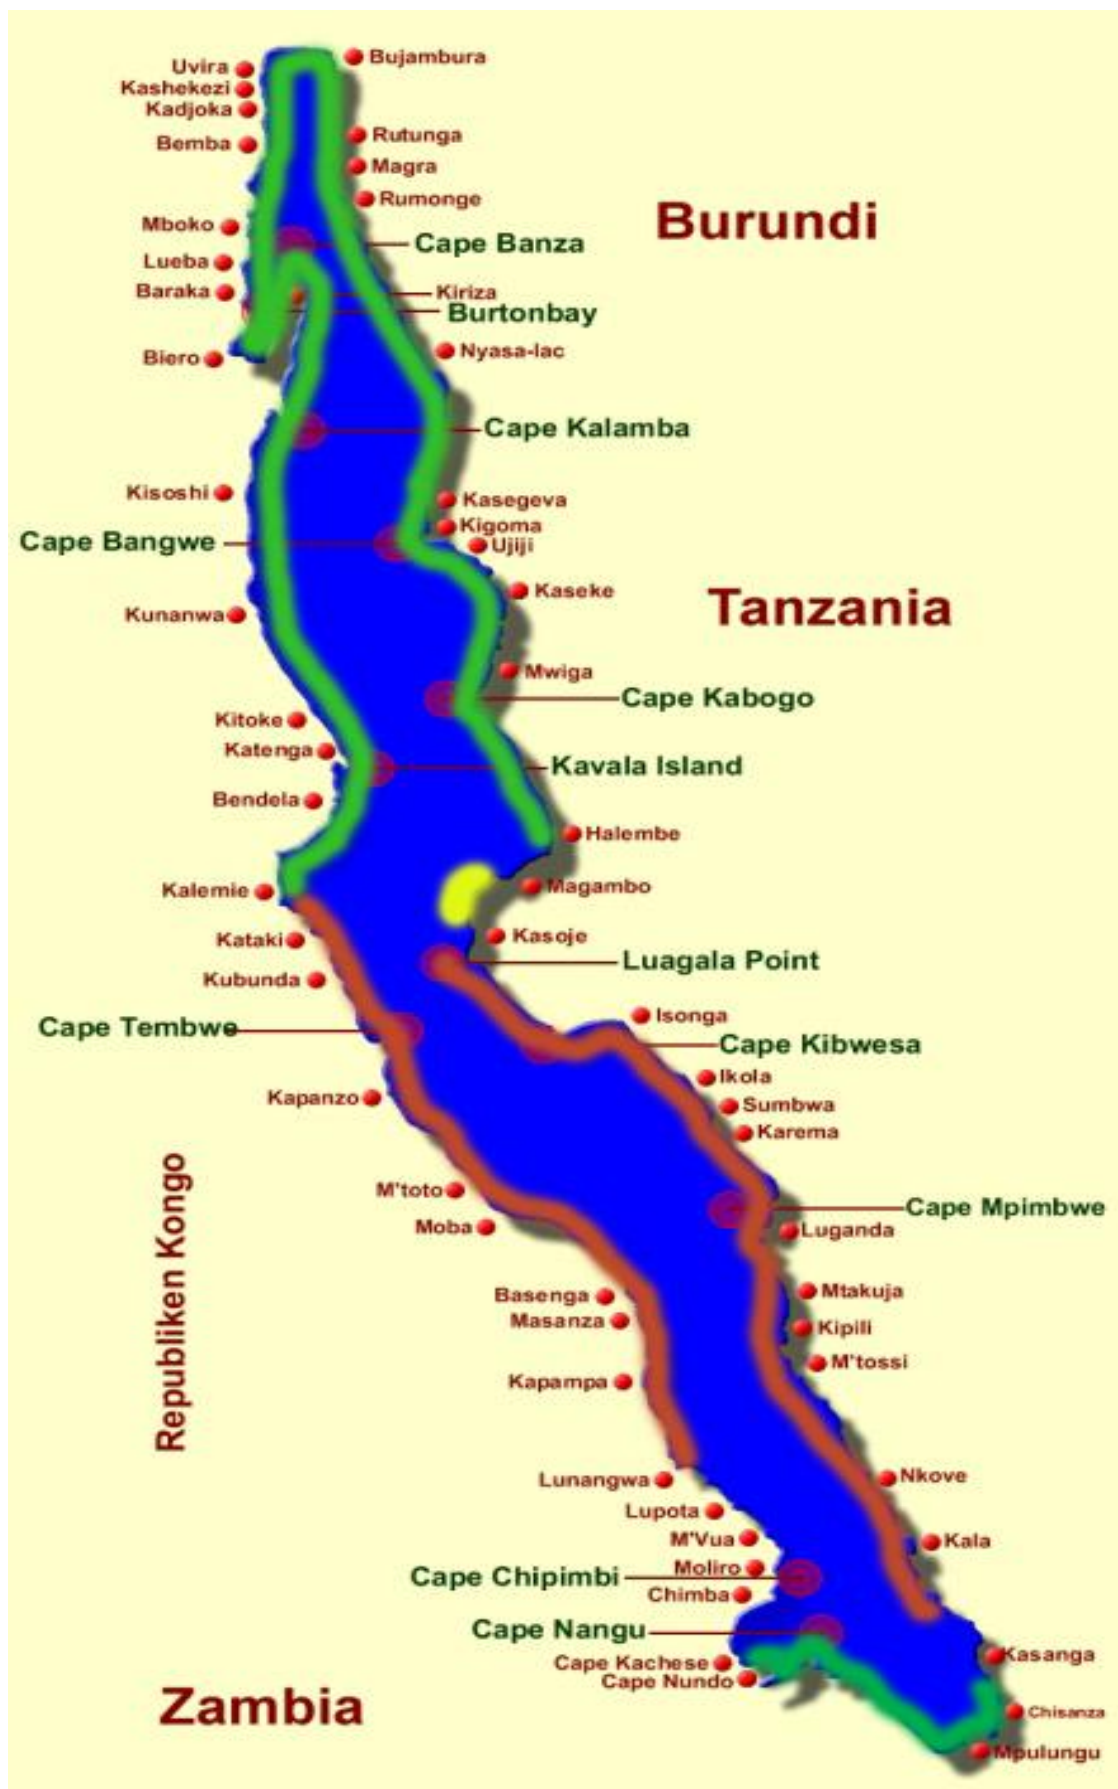 Bujambura
Uvira
Kashekezi
Kadjoka
Rutunga
Bemba
Magra
Rumonge
Burundi
Mboko
Cape Banza
Lueba
Baraka
Kiriza
Burtonbay
Nyasa-lac
Biero
Cape Kalamba
Kisoshi
Kasegeva
Kigoma
Cape Bangwe
Ujiji
Kaseke
Tanzania
Kunanwa
Mwiga
Cape Kabogo
Kitoke
Katenga
Kavala Island
Bendela
Halembe
Kalemie
Magambo
Kataki
Kasoje
Luagala Point
Kubunda
Isonga
Cape Tembwe
Cape Kibwesa
Ikola
Kapanzo
Sumbwa
Karema
M'toto
Cape Mpimbwe
Moba
Luganda
Republiken Kongo
Mtakuja
Basenga
Masanza
Kipili
M'tossi
Kapampa
Nkove
Lunangwa
Lupota
M'Vua
Kala
Moliro
Cape Chipimbi
Chimba
Cape Nangu
Kasanga
Cape Kachese
Cape Nundo
Zambia
Chisanza
Mpulungu